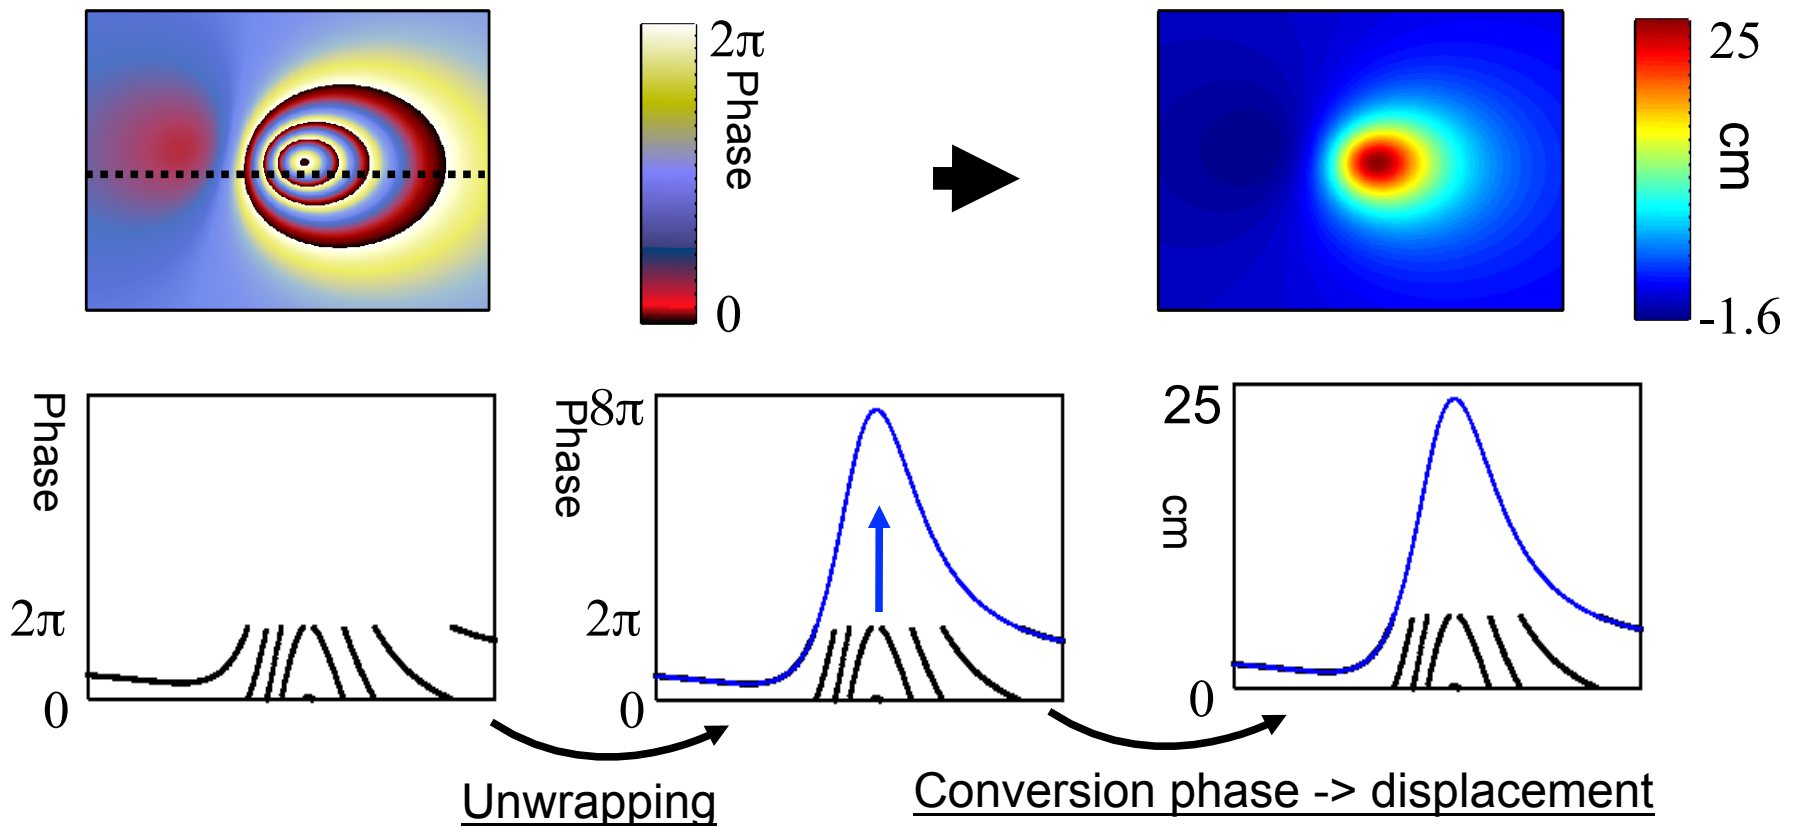 2π
Phase
0
25
cm
-1.6
Phase
2π
0
Phase
8π
2π
0
25
cm
0
Unwrapping
Conversion phase -> displacement